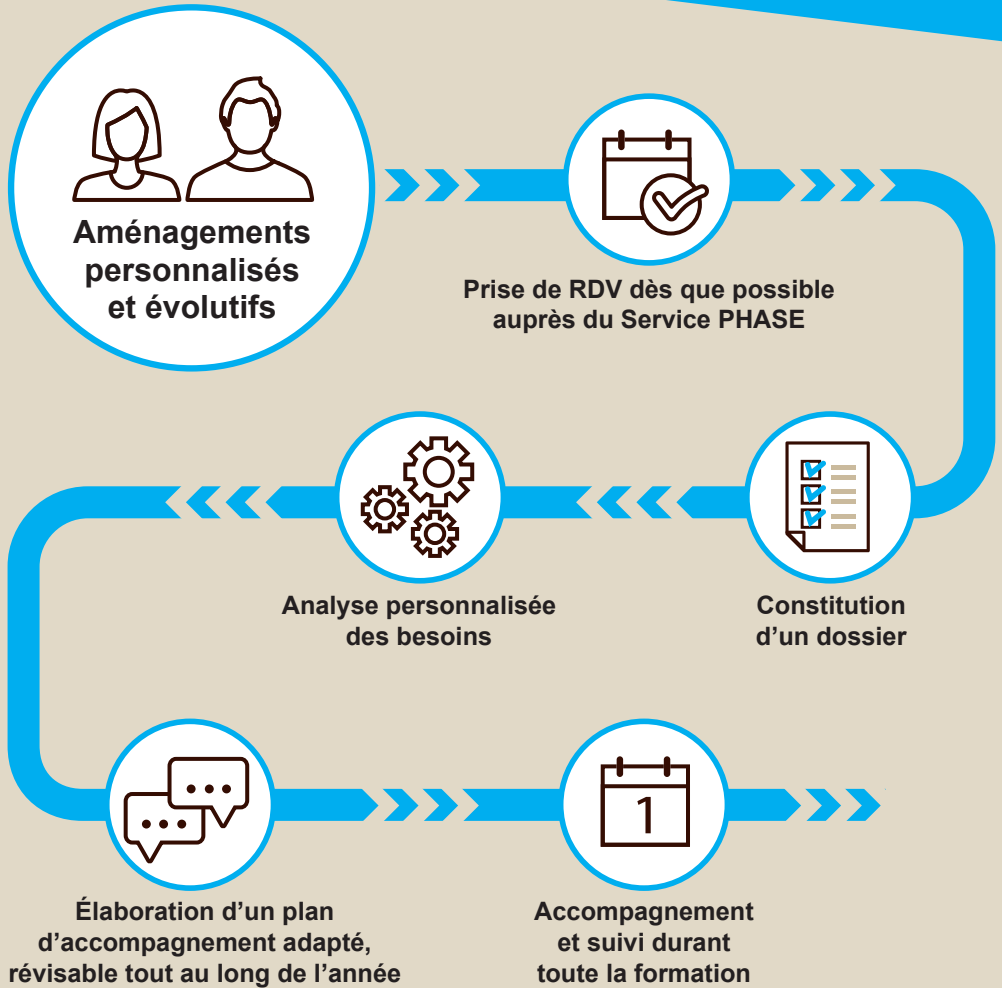 Aménagements
personnalisés
et évolutifs
Prise de RDV dès que possible
auprès du Service PHASE
Constitution
d’un dossier
Analyse personnalisée
des besoins
Élaboration d’un plan
d’accompagnement adapté,
révisable tout au long de l’année
1
Accompagnement
et suivi durant
toute la formation